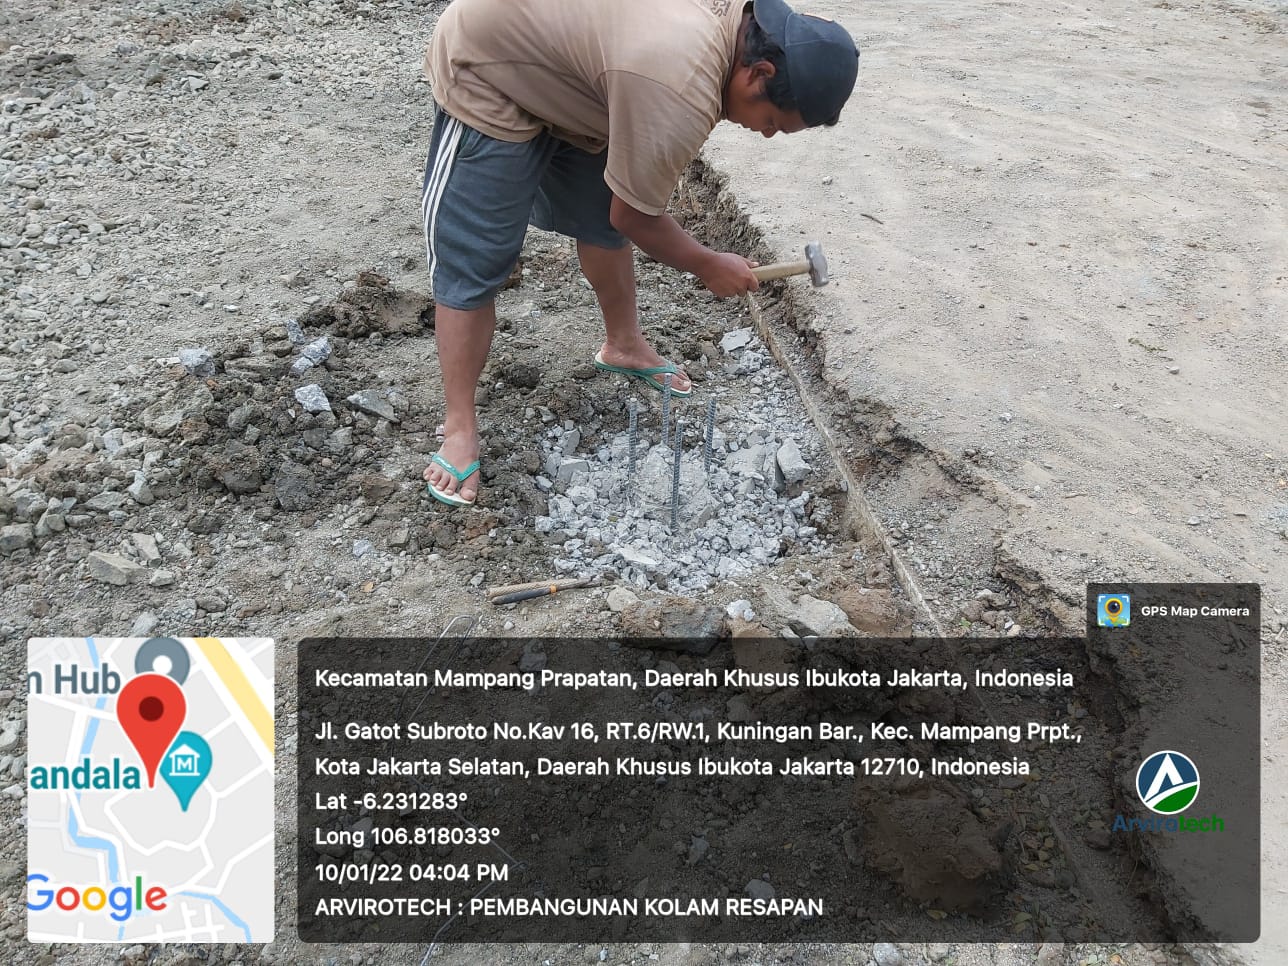 GPS Map Camera
n Hub
andala
Google
Kecamatan Mampang Prapatan, Daerah Khusus Ibukota Jakarta, Indonesia
Jl. Gatot Subroto No.Kav 16, RT.6/RW.1, Kuningan Bar., Kec. Mampang Prpt.,
Kota Jakarta Selatan, Daerah Khusus Ibukota Jakarta 12710, Indonesia
Lat -6.231283°
Long 106.818033°
10/01/22 04:04 PM
ARVIROTECH : PEMBANGUNAN KOLAM RESAPAN
Arvirotech